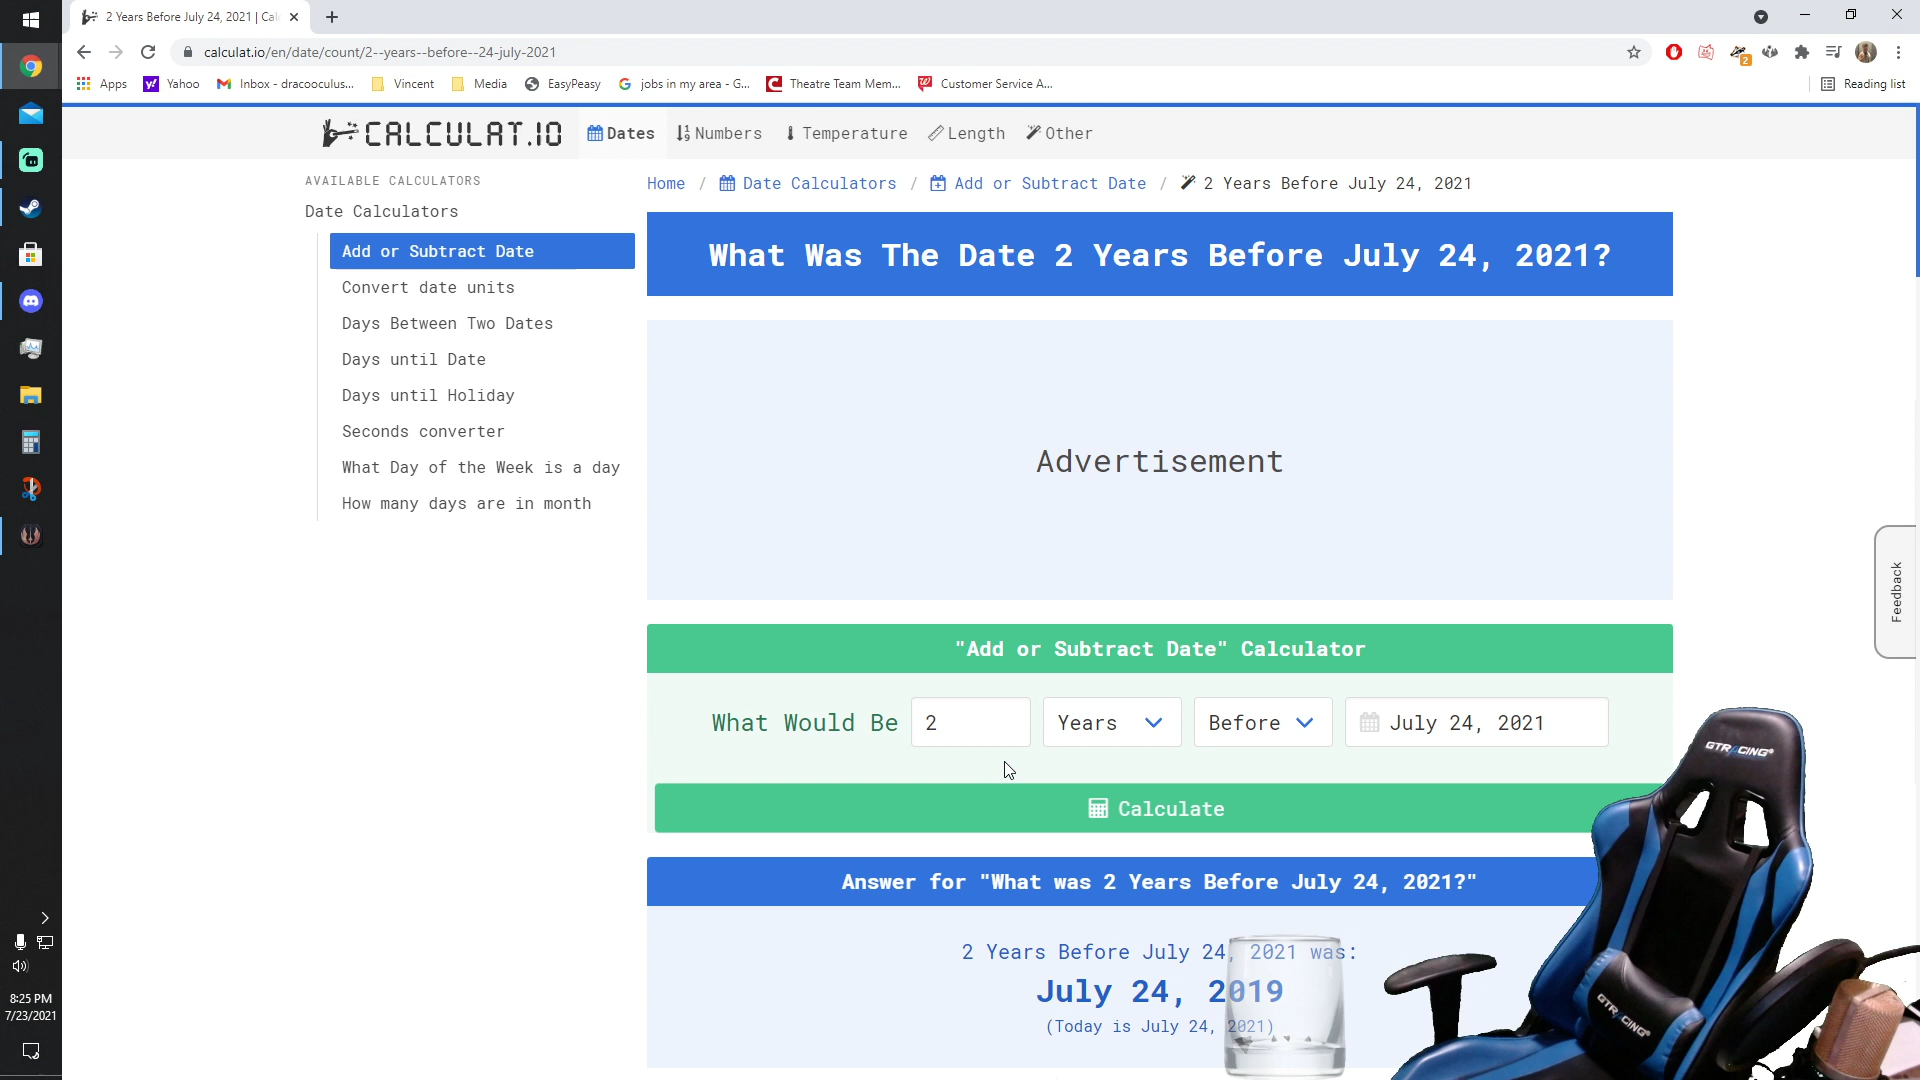 2 Years Before July 24, 2021 | Cal
calculat.io/en/date/count/2--years--before--24-july-2021
2
Apps
Yahoo
Inbox - dracooculus...
Vincent
Media
EasyPeasy
jobs in my area - G...
Theatre Team Mem...
Customer Service A...
Reading list
CALCULAT.IO
Dates
Numbers
Temperature
Length
Other
AVAILABLE CALCULATORS
Date Calculators
Add or Subtract Date
Convert date units
Days Between Two Dates
Days until Date
Days until Holiday
Seconds converter
What Day of the Week is a day
How many days are in month
Home / Date Calculators / Add or Subtract Date / 2 Years Before July 24, 2021
What Was The Date 2 Years Before July 24, 2021?
Advertisement
"Add or Subtract Date" Calculator
What Would Be 2 Years Before July 24, 2021
Calculate
Answer for "What was 2 Years Before July 24, 2021?"
2 Years Before July 24, 2021 was:
July 24, 2019
(Today is July 24, 2021)
Feedback
GTRACING
GTRACING
8:25 PM
7/23/2021